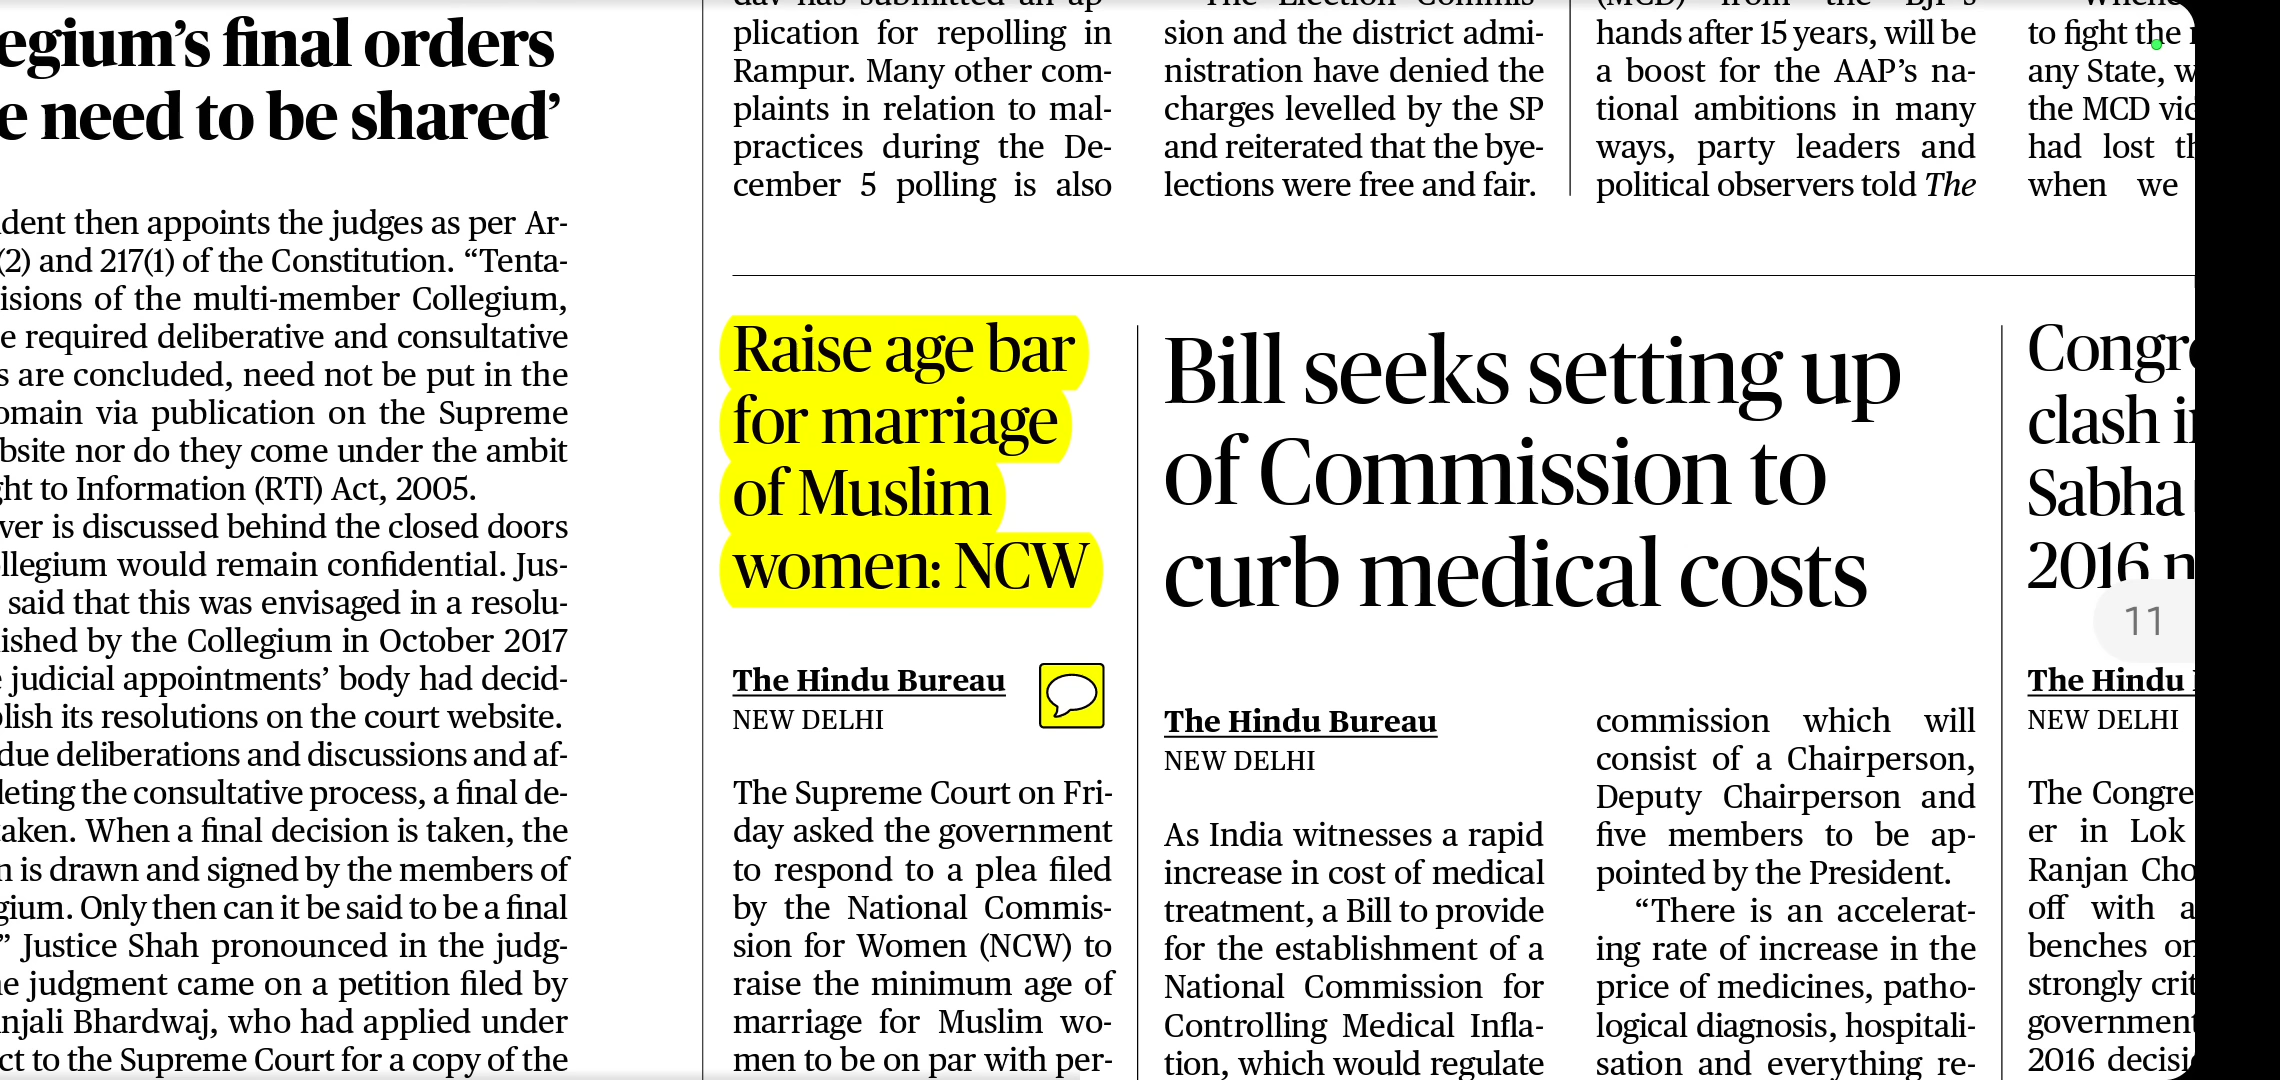 egium’s final orders
e need to be shared’
dent then appoints the judges as per Ar-
(2) and 217(1) of the Constitution. “Tenta-
isions of the multi-member Collegium,
e required deliberative and consultative
s are concluded, need not be put in the
omain via publication on the Supreme
bsite nor do they come under the ambit
ght to Information (RTI) Act, 2005.
ver is discussed behind the closed doors
llegium would remain confidential. Jus-
said that this was envisaged in a resolu-
ished by the Collegium in October 2017
judicial appointments’ body had decid-
lish its resolutions on the court website.
due deliberations and discussions and af-
leting the consultative process, a final de-
taken. When a final decision is taken, the
n is drawn and signed by the members of
gium. Only then can it be said to be a final
” Justice Shah pronounced in the judg-
e judgment came on a petition filed by
njali Bhardwaj, who had applied under
ct to the Supreme Court for a copy of the
plication for repolling in
Rampur. Many other com-
plaints in relation to mal-
practices during the De-
cember 5 polling is also
sion and the district admi-
nistration have denied the
charges levelled by the SP
and reiterated that the bye-
lections were free and fair.
hands after 15 years, will be
a boost for the AAP’s na-
tional ambitions in many
ways, party leaders and
political observers told The
to fight the
any State, w
the MCD vic
had lost th
when we
Raise age bar
for marriage
of Muslim
women: NCW
The Hindu Bureau
NEW DELHI
The Supreme Court on Fri-
day asked the government
to respond to a plea filed
by the National Commis-
sion for Women (NCW) to
raise the minimum age of
marriage for Muslim wo-
men to be on par with per-
Bill seeks setting up
of Commission to
curb medical costs
The Hindu Bureau
NEW DELHI
As India witnesses a rapid
increase in cost of medical
treatment, a Bill to provide
for the establishment of a
National Commission for
Controlling Medical Infla-
tion, which would regulate
commission which will
consist of a Chairperson,
Deputy Chairperson and
five members to be ap-
pointed by the President.
“There is an accelerat-
ing rate of increase in the
price of medicines, patho-
logical diagnosis, hospitali-
sation and everything re-
Congre
clash in
Sabha
2016 n
11
The Hindu
NEW DELHI
The Congre
er in Lok
Ranjan Cho
off with a
benches on
strongly crit
government
2016 decisi